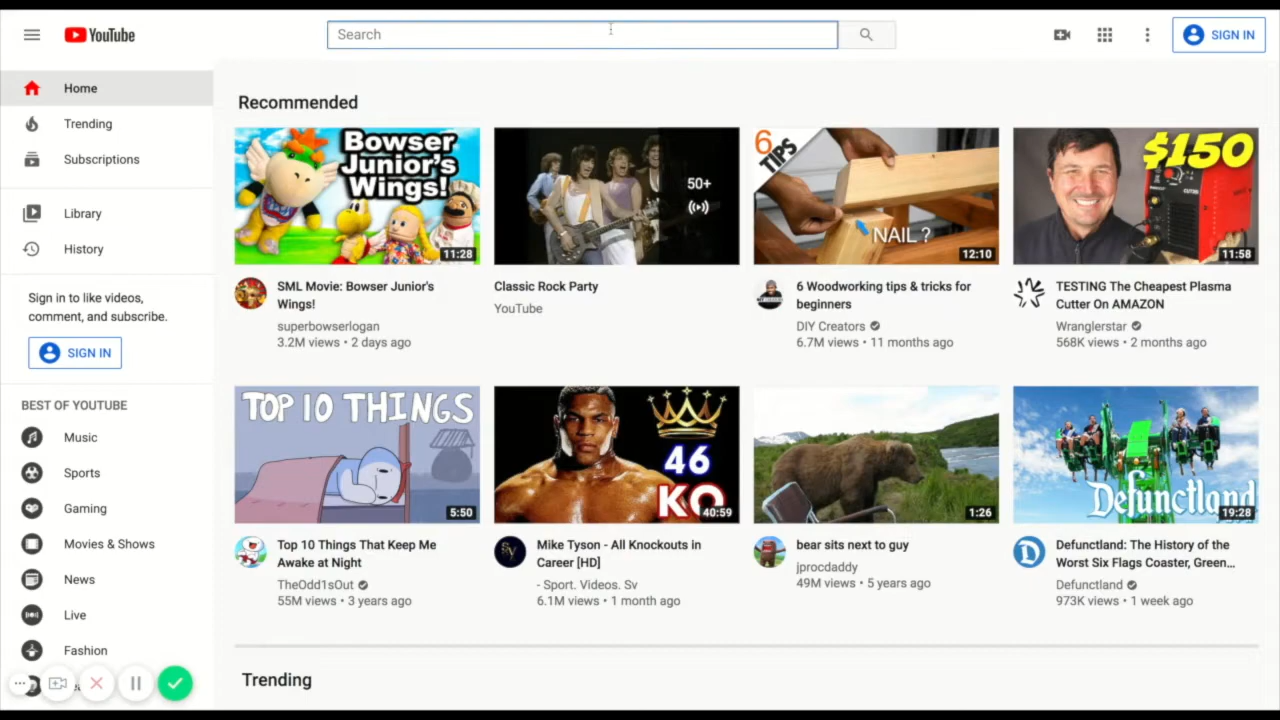 YouTube
Search
SIGN IN
Home
Trending
Subscriptions
Library
History
Sign in to like videos,
comment, and subscribe.
SIGN IN
BEST OF YOUTUBE
Music
Sports
Gaming
Movies & Shows
News
Live
Fashion
Recommended
Bowser
Junior's
Wings!
11:28
SML Movie: Bowser Junior's
Wings!
superbowserlogan
3.2M views • 2 days ago
50+
Classic Rock Party
YouTube
6
TIPS
NAIL ?
12:10
6 Woodworking tips & tricks for
beginners
DIY Creators
6.7M views • 11 months ago
$150
11:58
TESTING The Cheapest Plasma
Cutter On AMAZON
Wranglerstar
568K views • 2 months ago
TOP 10 THINGS
5:50
Top 10 Things That Keep Me
Awake at Night
TheOdd1sOut
55M views • 3 years ago
46
KO
40:59
Mike Tyson - All Knockouts in
Career [HD]
- Sport. Videos. Sv
6.1M views • 1 month ago
1:26
bear sits next to guy
jprocdaddy
49M views • 5 years ago
Defunctland
19:28
Defunctland: The History of the
Worst Six Flags Coaster, Green...
Defunctland
973K views • 1 week ago
Trending